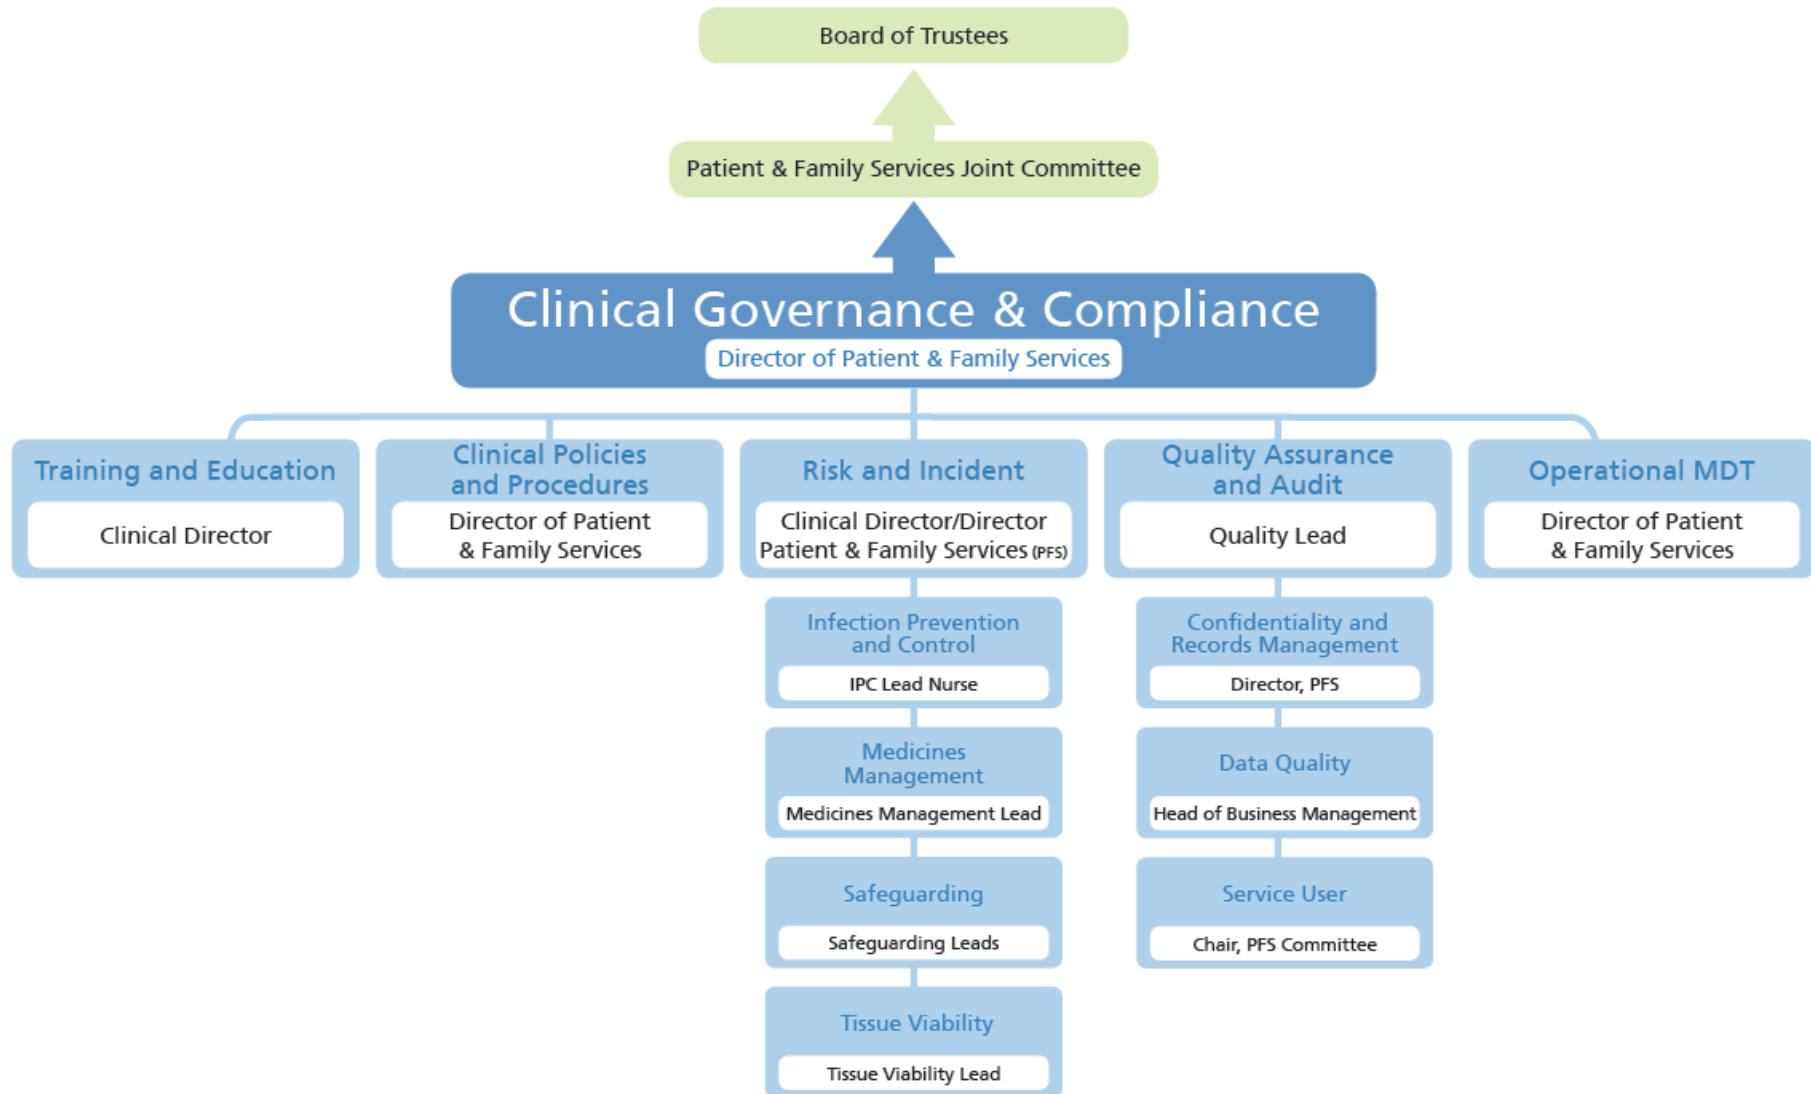 Board of Trustees
Patient & Family Services Joint Committee
Clinical Governance & Compliance
Director of Patient & Family Services
Training and Education
Clinical Director
Clinical Policies
and Procedures
Director of Patient
& Family Services
Risk and Incident
Clinical Director/Director
Patient & Family Services (PFS)
Quality Assurance
and Audit
Quality Lead
Operational MDT
Director of Patient
& Family Services
Infection Prevention
and Control
IPC Lead Nurse
Medicines
Management
Medicines Management Lead
Safeguarding
Safeguarding Leads
Tissue Viability
Tissue Viability Lead
Confidentiality and
Records Management
Director, PFS
Data Quality
Head of Business Management
Service User
Chair, PFS Committee